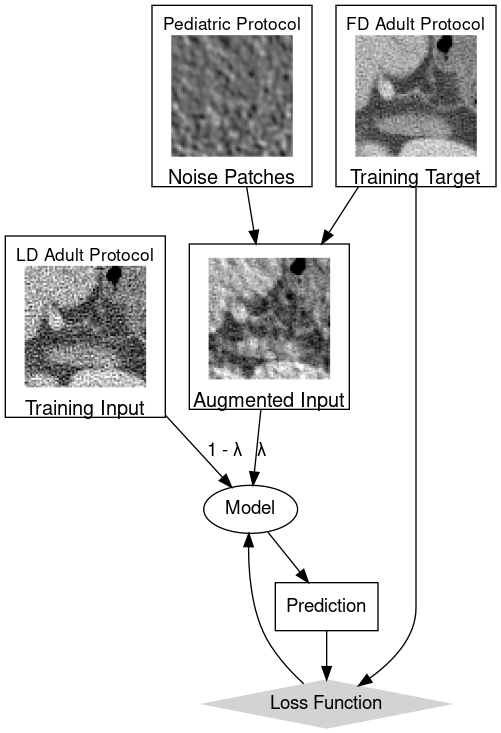 Pediatric Protocol
Noise Patches
FD Adult Protocol
Training Target
LD Adult Protocol
Training Input
Augmented Input
1 - λ
λ
Model
Prediction
Loss Function